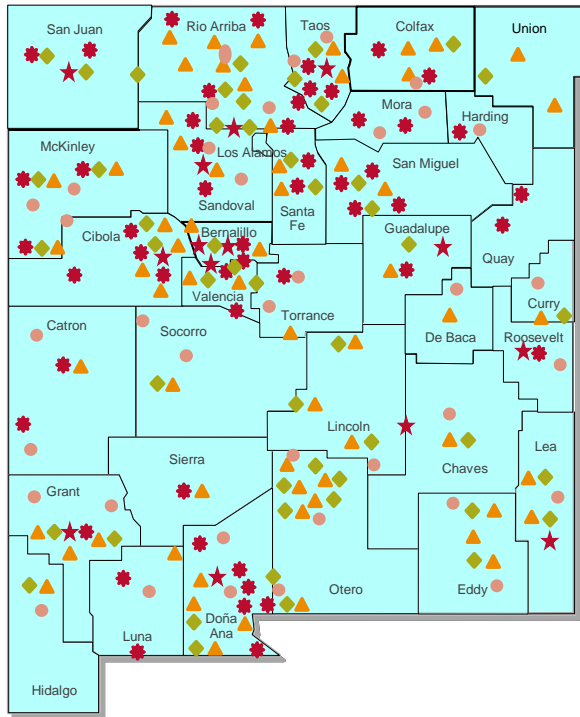 San Juan
Rio Arriba
Taos
Colfax
Union
Mora
Harding
McKinley
Los Alamos
San Miguel
Sandoval
Santa
Fe
Cibola
Bernalillo
Guadalupe
Quay
Valencia
Torrance
Curry
Catron
Socorro
De Baca
Roosevelt
Lincoln
Lea
Sierra
Chaves
Grant
Otero
Eddy
Doña
Ana
Luna
Hidalgo